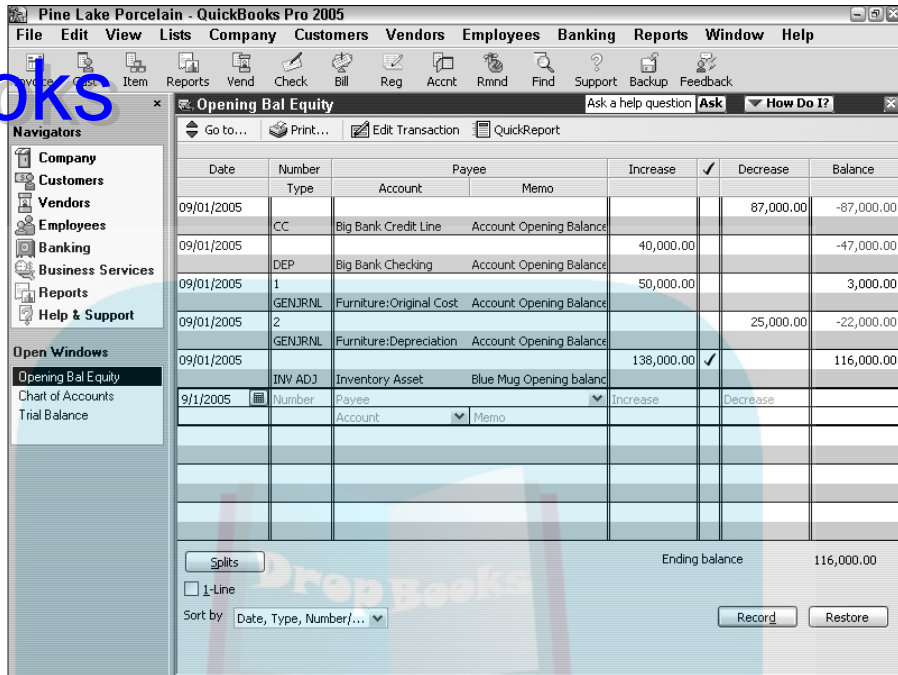 Pine Lake Porcelain - QuickBooks Pro 2005
File Edit View Lists Company Customers Vendors Employees Banking Reports Window Help
Item Reports Vend Check Bill Reg Accnt Rmnd Find Support Backup Feedback
oks
Opening Bal Equity Ask a help question Ask How Do I?
Navigators
Go to... Print... Edit Transaction QuickReport
Company
Customers
Vendors
Employees
Banking
Business Services
Reports
Help & Support
Open Windows
Opening Bal Equity
Chart of Accounts
Trial Balance
Date Number Payee Increase ✓ Decrease Balance
Type Account Memo
09/01/2005 87,000.00 -87,000.00
CC Big Bank Credit Line Account Opening Balance
09/01/2005 40,000.00 -47,000.00
DEP Big Bank Checking Account Opening Balance
09/01/2005 1 50,000.00 3,000.00
GENJRNL Furniture:Original Cost Account Opening Balance
09/01/2005 2 25,000.00 -22,000.00
GENJRNL Furniture:Depreciation Account Opening Balance
09/01/2005 138,000.00 ✓ 116,000.00
INV ADJ Inventory Asset Blue Mug Opening balanc
9/1/2005 Number Payee Increase Decrease
Account Memo
Splits Ending balance 116,000.00
1-Line
Sort by Date, Type, Number/... Record Restore
DropBooks